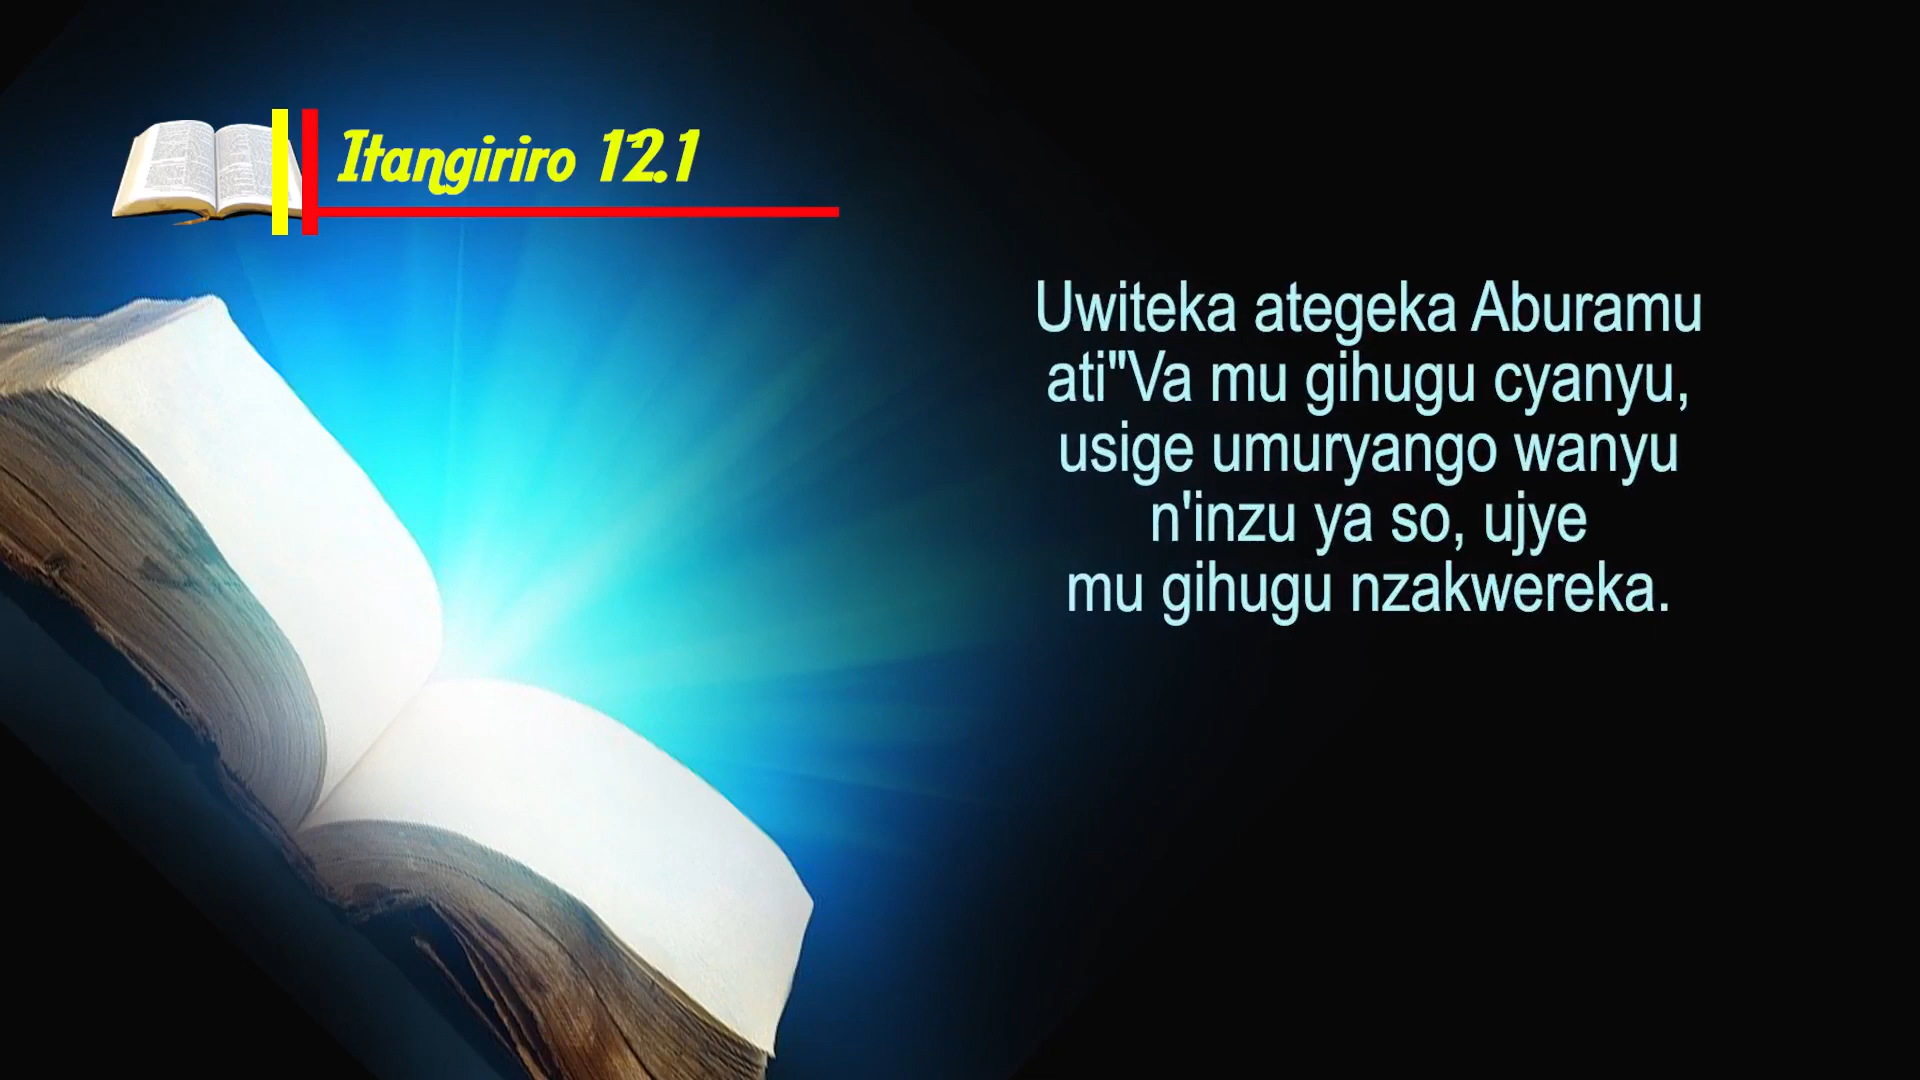 Itangiriro 12.1
Uwiteka ategeka Aburamu
ati"Va mu gihugu cyanyu,
usige umuryango wanyu
n'inzu ya so, ujye
mu gihugu nzakwereka.